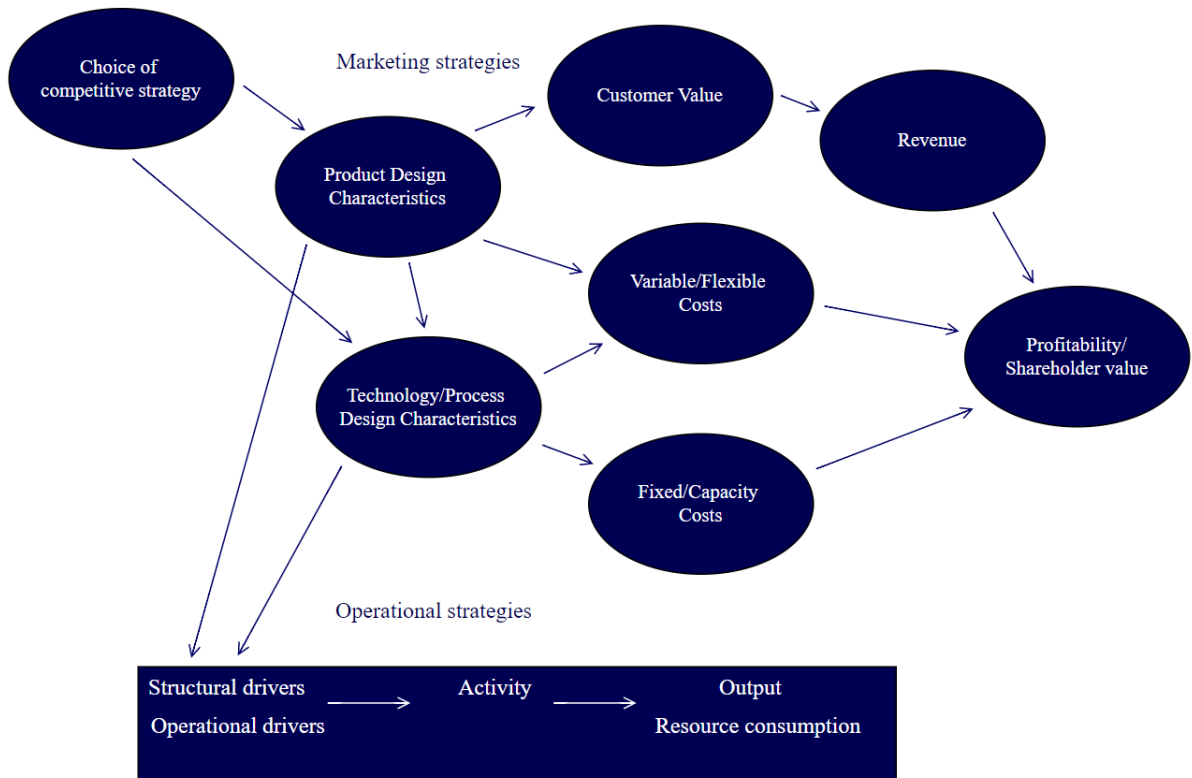 Choice of
competitive strategy
Marketing strategies
Customer Value
Revenue
Product Design
Characteristics
Variable/Flexible
Costs
Profitability/
Shareholder value
Technology/Process
Design Characteristics
Fixed/Capacity
Costs
Operational strategies
Structural drivers
Operational drivers
Activity
Output
Resource consumption